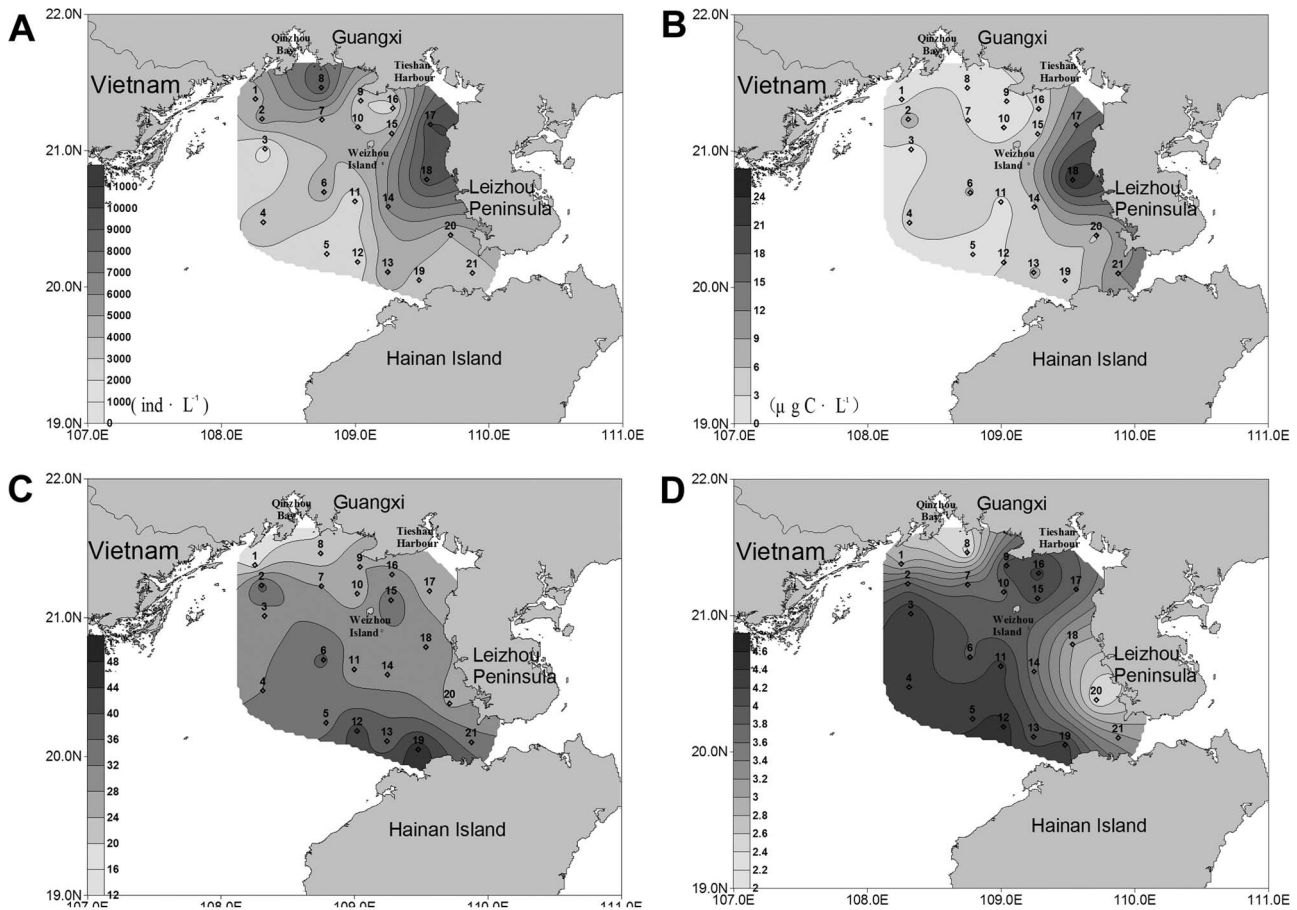 A
22.0N
21.0N
20.0N
19.0N
107.0E
108.0E
109.0E
110.0E
111.0E
Vietnam
Qinzhou
Bay
Guangxi
Tieshan
Harbour
Weizhou
Island
Leizhou
Peninsula
Hainan Island
1
2
3
4
5
6
7
8
9
10
11
12
13
14
15
16
17
18
19
20
21
11000
10000
9000
8000
7000
6000
5000
4000
3000
2000
1000
0
( ind · L⁻¹)
B
22.0N
21.0N
20.0N
19.0N
107.0E
108.0E
109.0E
110.0E
111.0E
Vietnam
Qinzhou
Bay
Guangxi
Tieshan
Harbour
Weizhou
Island
Leizhou
Peninsula
Hainan Island
1
2
3
4
5
6
7
8
9
10
11
12
13
14
15
16
17
18
19
20
21
24
21
18
15
12
9
6
3
0
(μ g C · L⁻¹)
C
22.0N
21.0N
20.0N
19.0N
107.0E
108.0E
109.0E
110.0E
111.0E
Vietnam
Qinzhou
Bay
Guangxi
Tieshan
Harbour
Weizhou
Island
Leizhou
Peninsula
Hainan Island
1
2
3
4
5
6
7
8
9
10
11
12
13
14
15
16
17
18
19
20
21
48
44
40
36
32
28
24
20
16
12
D
22.0N
21.0N
20.0N
19.0N
107.0E
108.0E
109.0E
110.0E
111.0E
Vietnam
Qinzhou
Bay
Guangxi
Tieshan
Harbour
Weizhou
Island
Leizhou
Peninsula
Hainan Island
1
2
3
4
5
6
7
8
9
10
11
12
13
14
15
16
17
18
19
20
21
4.6
4.4
4.2
4
3.8
3.6
3.4
3.2
3
2.8
2.6
2.4
2.2
2